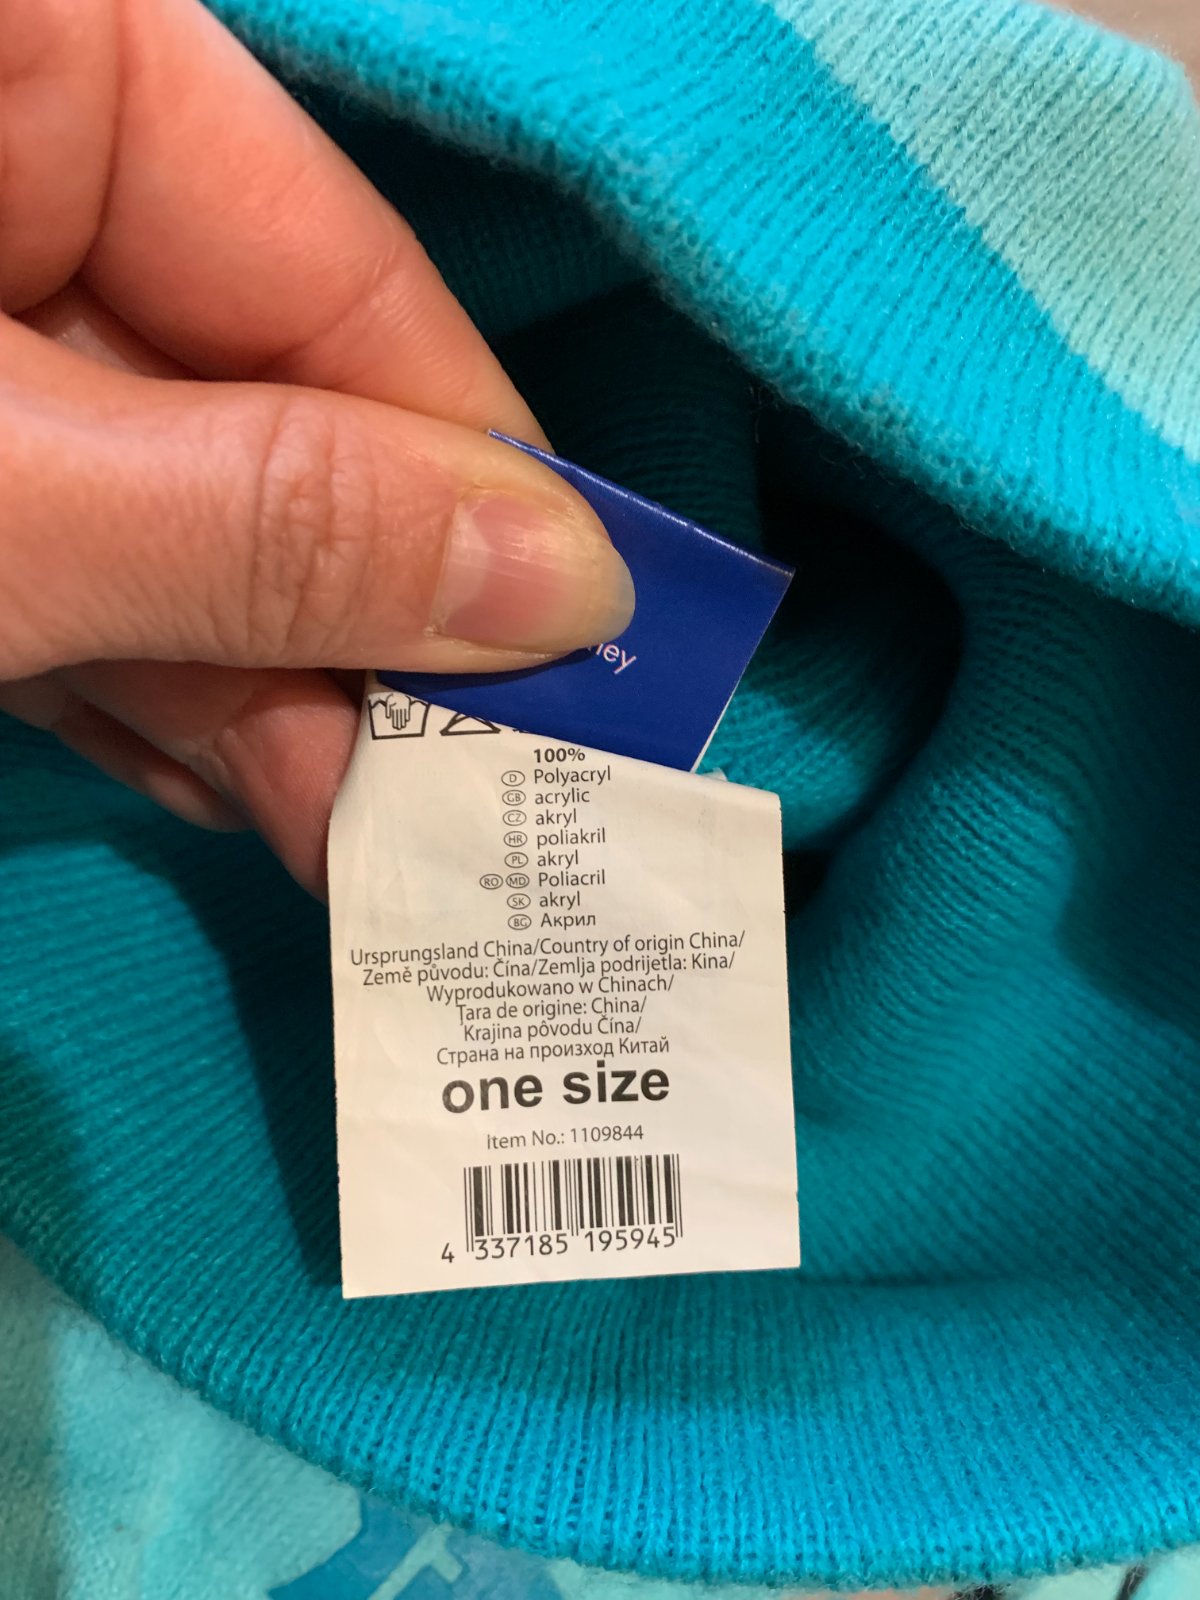 100%
D Polyacryl
GB acrylic
CZ akryl
HR poliakril
PL akryl
RO MD Poliacril
SK akryl
BG Акрил
Ursprungsland China/Country of origin China/
Země původu: Čína/Zemlja podrijetla: Kina/
Wyprodukowano w Chinach/
Țara de origine: China/
Krajina pôvodu Čína/
Страна на произход Китай
one size
Item No.: 1109844
4 337185 195945